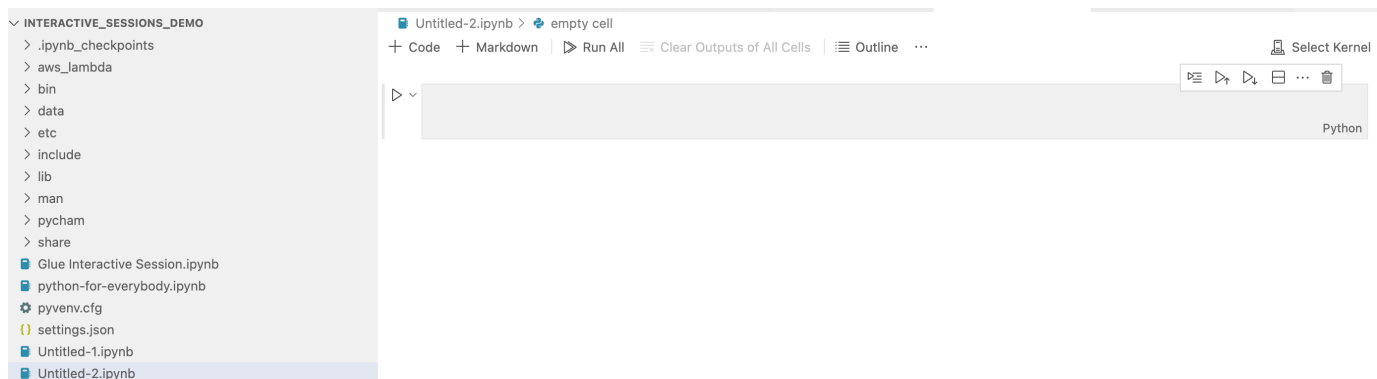 INTERACTIVE_SESSIONS_DEMO
.ipynb_checkpoints
aws_lambda
bin
data
etc
include
lib
man
pycham
share
Glue Interactive Session.ipynb
python-for-everybody.ipynb
pyvenv.cfg
settings.json
Untitled-1.ipynb
Untitled-2.ipynb
Untitled-2.ipynb > empty cell
+ Code + Markdown Run All Clear Outputs of All Cells Outline ... Select Kernel
Python